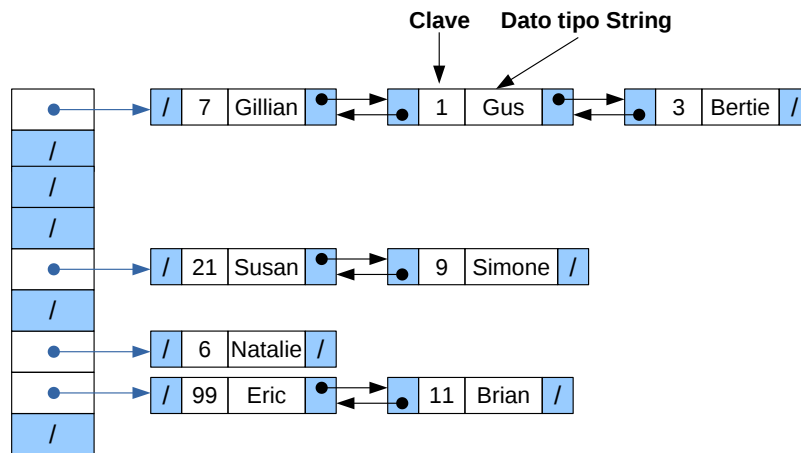 Clave Dato tipo String
/ 7 Gillian 1 Gus 3 Bertie /
/
/
/
/ 21 Susan 9 Simone /
/
/ 6 Natalie /
/ 99 Eric 11 Brian /
/